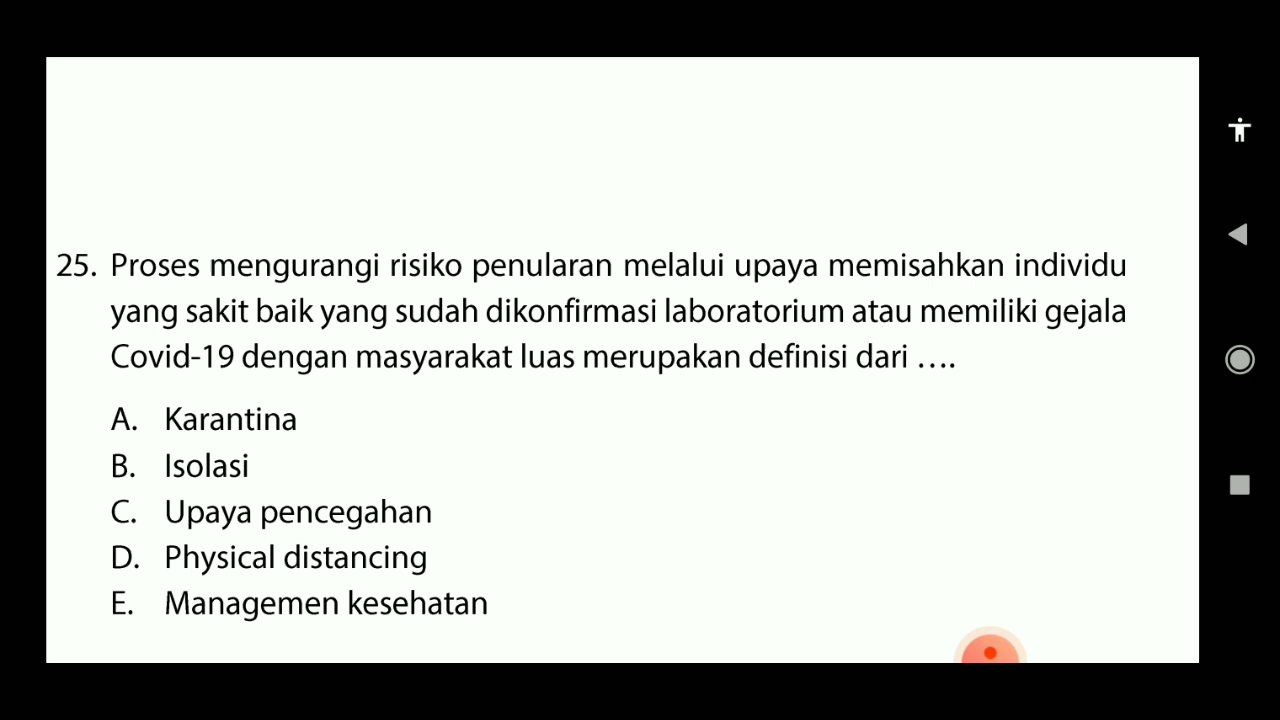 25. Proses mengurangi risiko penularan melalui upaya memisahkan individu
yang sakit baik yang sudah dikonfirmasi laboratorium atau memiliki gejala
Covid-19 dengan masyarakat luas merupakan definisi dari ….
A. Karantina
B. Isolasi
C. Upaya pencegahan
D. Physical distancing
E. Managemen kesehatan